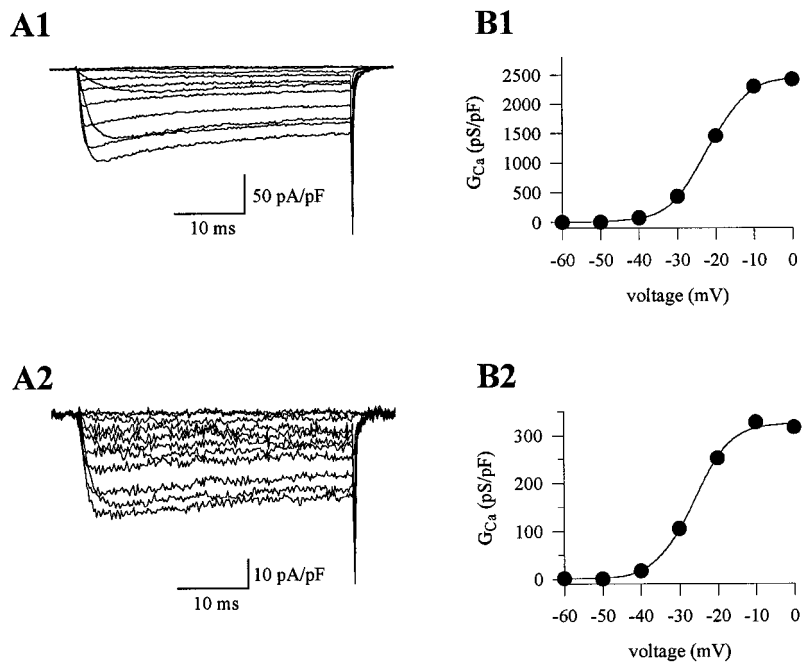 A1
50 pA/pF
10 ms
B1
G_Ca (pS/pF)
2500
2000
1500
1000
500
0
-60 -50 -40 -30 -20 -10 0
voltage (mV)
A2
10 pA/pF
10 ms
B2
G_Ca (pS/pF)
300
200
100
0
-60 -50 -40 -30 -20 -10 0
voltage (mV)